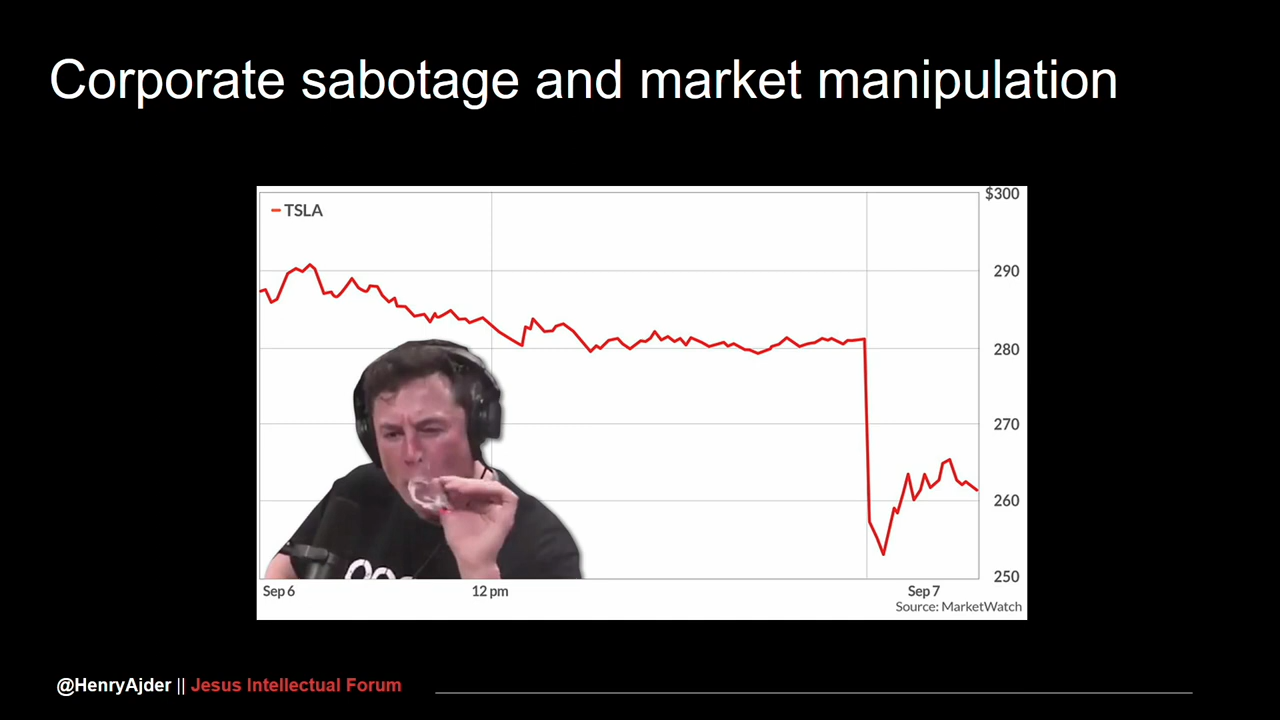 Corporate sabotage and market manipulation
TSLA
$300
290
280
270
260
250
Sep 6
12 pm
Sep 7
Source: MarketWatch
@HenryAjder || Jesus Intellectual Forum